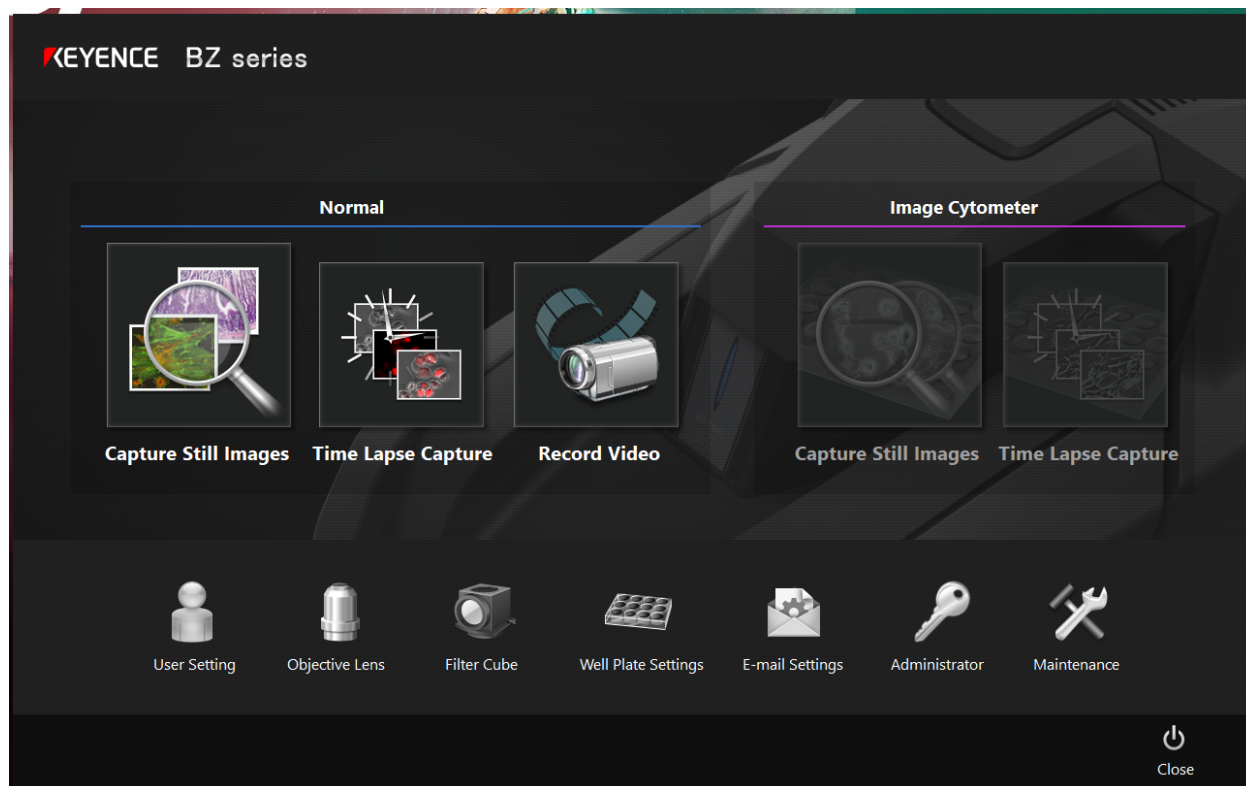 KEYENCE BZ series
Normal
Image Cytometer
Capture Still Images
Time Lapse Capture
Record Video
Capture Still Images
Time Lapse Capture
User Setting
Objective Lens
Filter Cube
Well Plate Settings
E-mail Settings
Administrator
Maintenance
Close